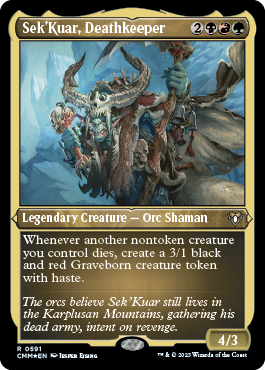 Sek'Kuar, Deathkeeper 2
Legendary Creature — Orc Shaman
Whenever another nontoken creature
you control dies, create a 3/1 black
and red Graveborn creature token
with haste.
The orcs believe Sek'Kuar still lives in
the Karplusan Mountains, gathering his
dead army, intent on revenge.
4/3
R 0591
CMM★EN Jesper Ejsing
™ & © 2023 Wizards of the Coast